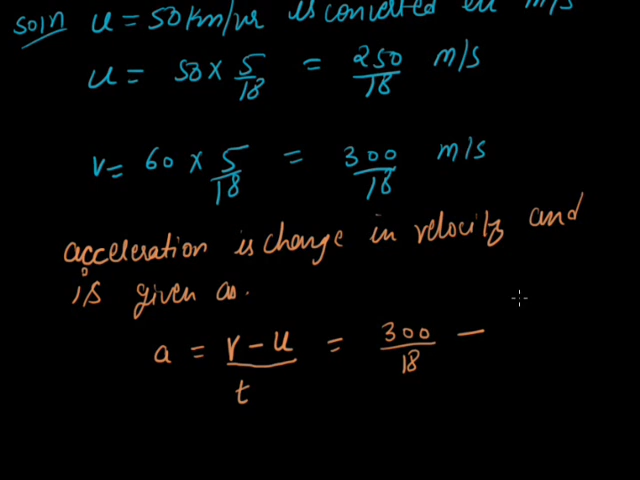 soln u = 50 km/hr is converted in m/s
u = 50 × 5/18 = 250/18 m/s
v = 60 × 5/18 = 300/18 m/s
acceleration is change in velocity and
is given as.
a = v - u / t = 300/18 -